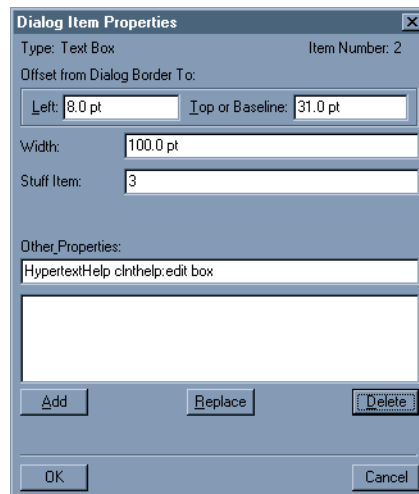 Dialog Item Properties
Type: Text Box Item Number: 2
Offset from Dialog Border To:
Left: 8.0 pt Top or Baseline: 31.0 pt
Width: 100.0 pt
Stuff Item: 3
Other Properties:
HypertextHelp clnthelp:edit box
Add Replace Delete
OK Cancel